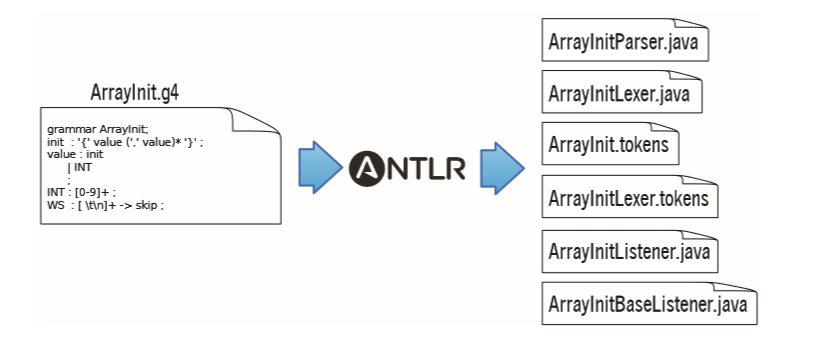 ArrayInit.g4
grammar ArrayInit;
init : '{' value (',' value)* '}' ;
value : init
| INT
;
INT : [0-9]+ ;
WS : [ \t\n]+ -> skip ;
ANTLR
ArrayInitParser.java
ArrayInitLexer.java
ArrayInit.tokens
ArrayInitLexer.tokens
ArrayInitListener.java
ArrayInitBaseListener.java